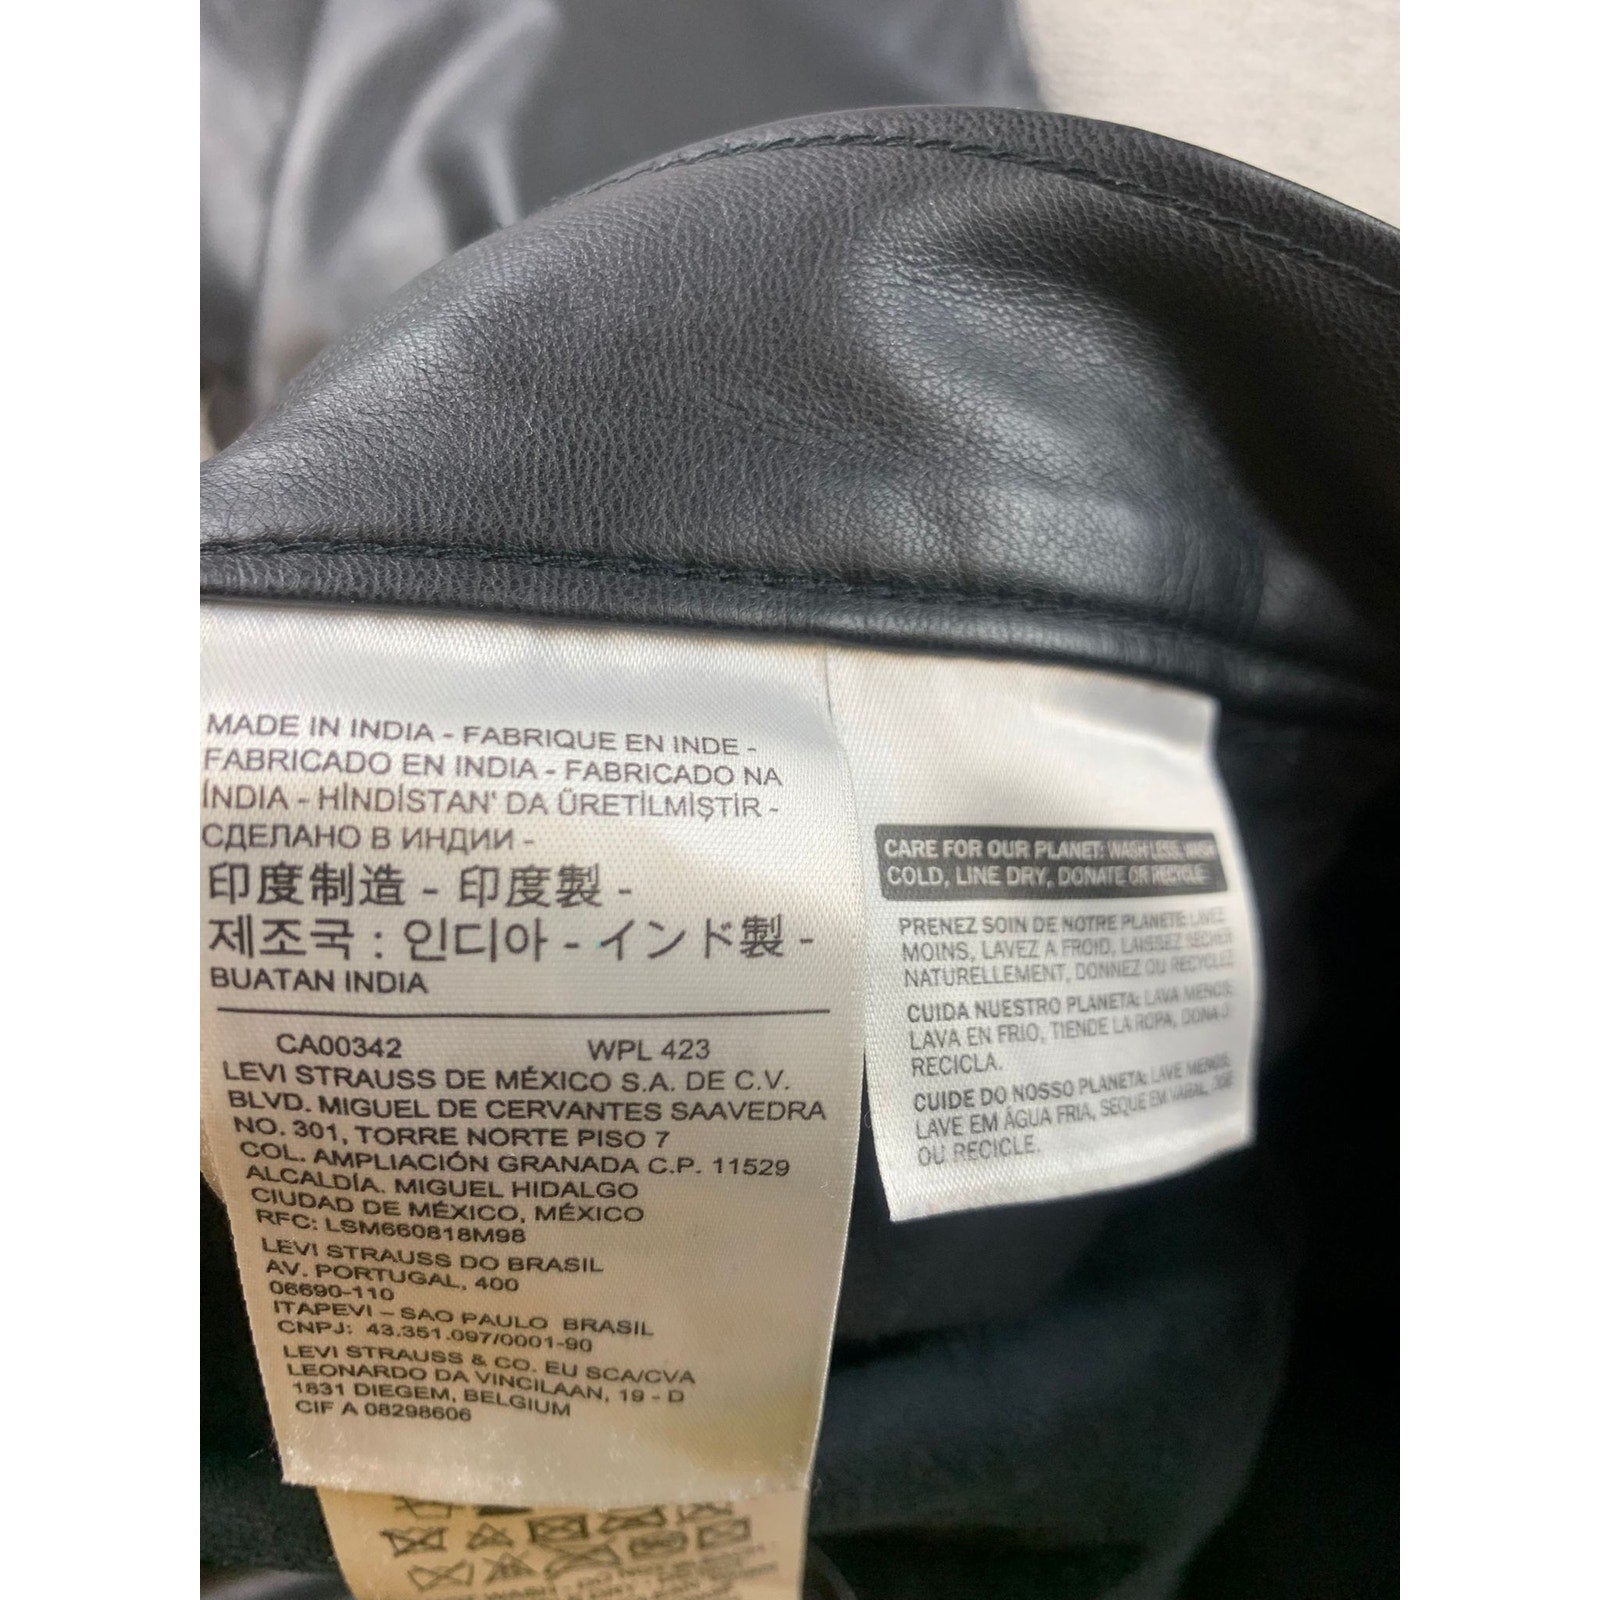 MADE IN INDIA - FABRIQUE EN INDE -
FABRICADO EN INDIA - FABRICADO NA
İNDIA - HİNDİSTAN' DA ÜRETİLMİŞTİR -
СДЕЛАНО В ИНДИИ -
印度制造 - 印度製 -
제조국 : 인디아 - インド製 -
BUATAN INDIA
CA00342 WPL 423
LEVI STRAUSS DE MÉXICO S.A. DE C.V.
BLVD. MIGUEL DE CERVANTES SAAVEDRA
NO. 301, TORRE NORTE PISO 7
COL. AMPLIACIÓN GRANADA C.P. 11529
ALCALDÍA. MIGUEL HIDALGO
CIUDAD DE MÉXICO, MÉXICO
RFC: LSM660818M98
LEVI STRAUSS DO BRASIL
AV. PORTUGAL, 400
06690-110
ITAPEVI – SAO PAULO BRASIL
CNPJ: 43.351.097/0001-90
LEVI STRAUSS & CO. EU SCA/CVA
LEONARDO DA VINCILAAN, 19 - D
1831 DIEGEM, BELGIUM
CIF A 08298606
CARE FOR OUR PLANET: WASH LESS, WASH
COLD, LINE DRY, DONATE OR RECYCLE
PRENEZ SOIN DE NOTRE PLANETE: LAVEZ
MOINS, LAVEZ A FROID, LAISSEZ SECHER
NATURELLEMENT, DONNEZ OU RECYCLEZ
CUIDA NUESTRO PLANETA: LAVA MENOS,
LAVA EN FRIO, TIENDE LA ROPA, DONA O
RECICLA.
CUIDE DO NOSSO PLANETA: LAVE MENOS,
LAVE EM ÁGUA FRIA, SEQUE EM VARAL, DOE
OU RECICLE.